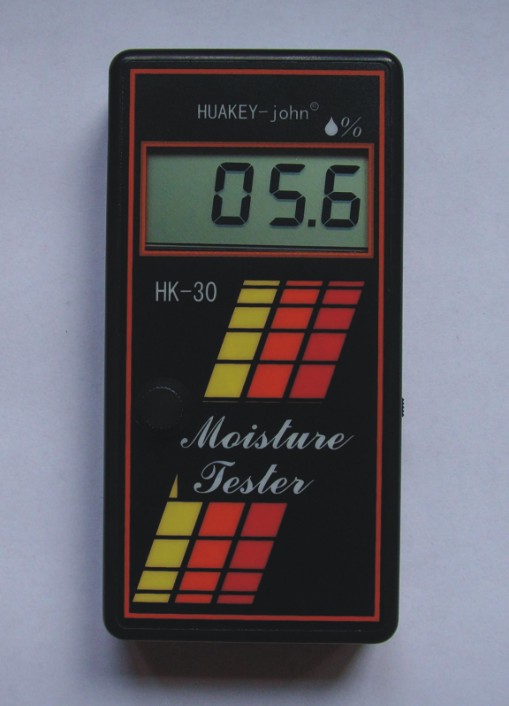 HUAKEY-john®
%
05.6
HK-30
Moisture
Tester